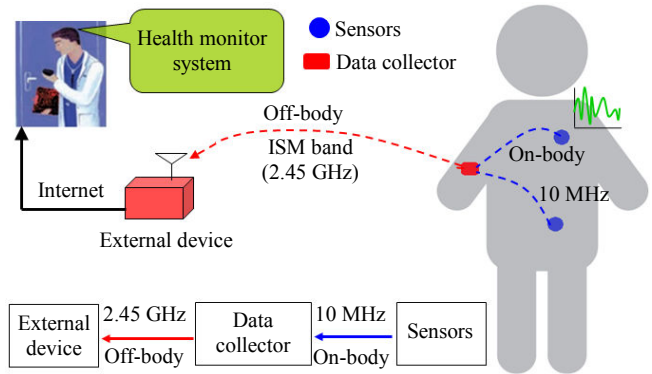 Health monitor
system
Sensors
Data collector
Off-body
ISM band
(2.45 GHz)
On-body
10 MHz
Internet
External device
External
device
2.45 GHz
Off-body
Data
collector
10 MHz
On-body
Sensors